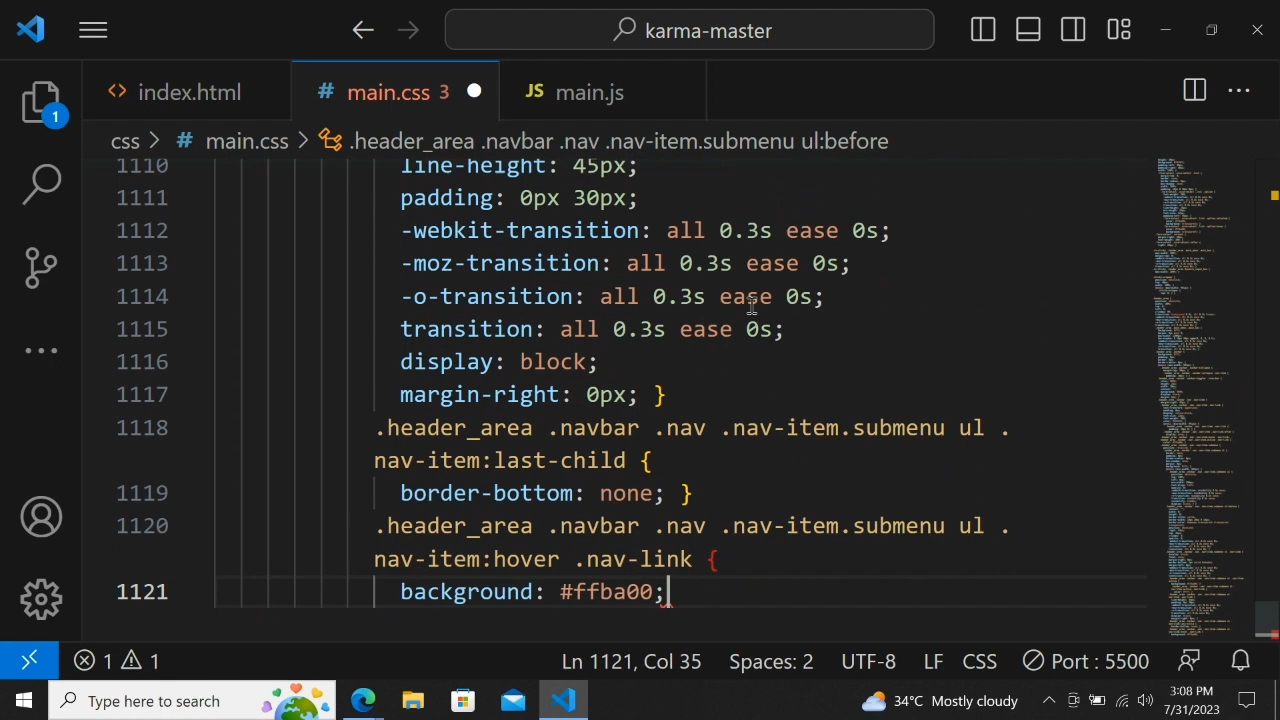 karma-master
index.html
# main.css 3
JS main.js
css > # main.css > .header_area .navbar .nav .nav-item.submenu ul:before
1110 line-height: 45px;
1111 padding: 0px 30px;
1112 -webkit-transition: all 0.3s ease 0s;
1113 -moz-transition: all 0.3s ease 0s;
1114 -o-transition: all 0.3s ease 0s;
1115 transition: all 0.3s ease 0s;
1116 display: block;
1117 margin-right: 0px; }
1118 .header_area .navbar .nav .nav-item.submenu ul .
nav-item:last-child {
1119 border-bottom: none; }
1120 .header_area .navbar .nav .nav-item.submenu ul .
nav-item:hover .nav-link {
1121 background: #ffba00;
1
1 1
Ln 1121, Col 35
Spaces: 2
UTF-8
LF
CSS
Port : 5500
Type here to search
34°C Mostly cloudy
3:08 PM
7/31/2023